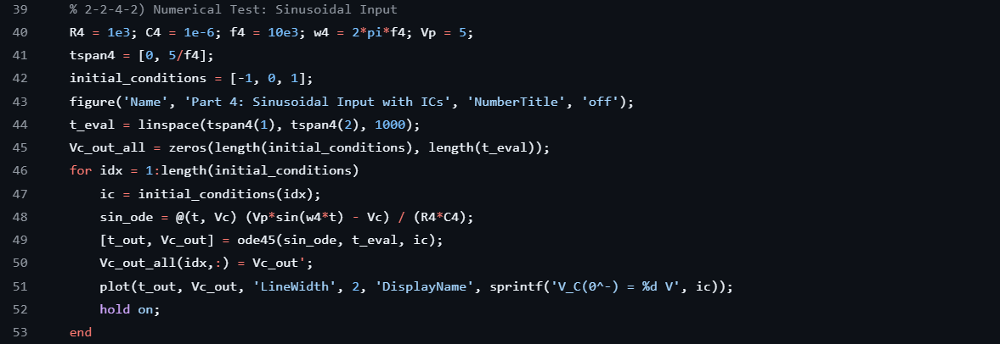 39 % 2-2-4-2) Numerical Test: Sinusoidal Input
40 R4 = 1e3; C4 = 1e-6; f4 = 10e3; w4 = 2*pi*f4; Vp = 5;
41 tspan4 = [0, 5/f4];
42 initial_conditions = [-1, 0, 1];
43 figure('Name', 'Part 4: Sinusoidal Input with ICs', 'NumberTitle', 'off');
44 t_eval = linspace(tspan4(1), tspan4(2), 1000);
45 Vc_out_all = zeros(length(initial_conditions), length(t_eval));
46 for idx = 1:length(initial_conditions)
47 ic = initial_conditions(idx);
48 sin_ode = @(t, Vc) (Vp*sin(w4*t) - Vc) / (R4*C4);
49 [t_out, Vc_out] = ode45(sin_ode, t_eval, ic);
50 Vc_out_all(idx,:) = Vc_out';
51 plot(t_out, Vc_out, 'LineWidth', 2, 'DisplayName', sprintf('V_C(0^-) = %d V', ic));
52 hold on;
53 end